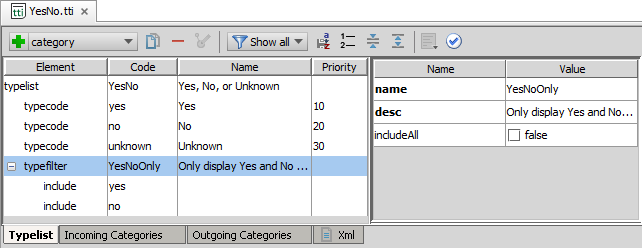 tti YesNo.tti
category Show all
Element Code Name Priority
typelist YesNo Yes, No, or Unknown
typecode yes Yes 10
typecode no No 20
typecode unknown Unknown 30
typefilter YesNoOnly Only display Yes and No ...
include yes
include no
Name Value
name YesNoOnly
desc Only display Yes and No...
includeAll false
Typelist Incoming Categories Outgoing Categories Xml